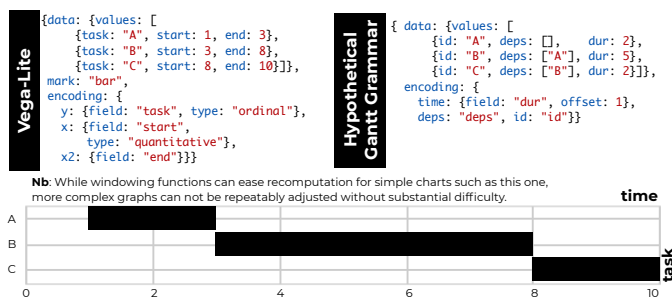 Vega-Lite
{data: {values: [
{task: "A", start: 1, end: 3},
{task: "B", start: 3, end: 8},
{task: "C", start: 8, end: 10}]},
mark: "bar",
encoding: {
y: {field: "task", type: "ordinal"},
x: {field: "start",
type: "quantitative"},
x2: {field: "end"}}}
Hypothetical
Gantt Grammar
{ data: {values: [
{id: "A", deps: [], dur: 2},
{id: "B", deps: ["A"], dur: 5},
{id: "C", deps: ["B"], dur: 2}]},
encoding: {
time: {field: "dur", offset: 1},
deps: "deps", id: "id"}}
Nb: While windowing functions can ease recomputation for simple charts such as this one,
more complex graphs can not be repeatably adjusted without substantial difficulty.
time
A
B
C
task
0 2 4 6 8 10